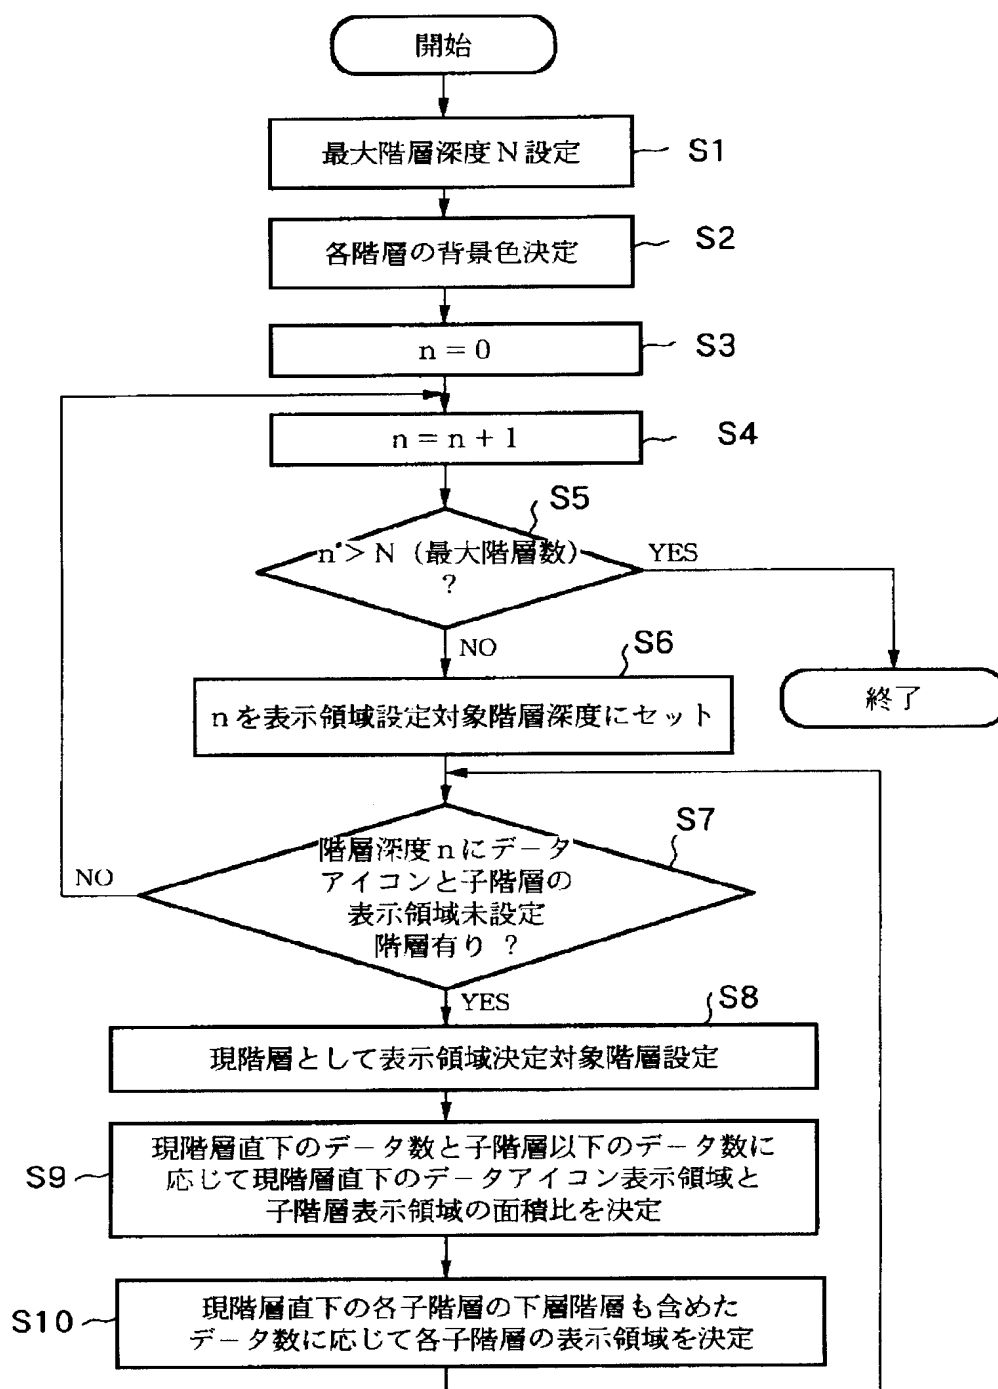 開始
最大階層深度N設定
S1
各階層の背景色決定
S2
n = 0
S3
n = n + 1
S4
S5
n > N (最大階層数)
?
YES
NO
S6
nを表示領域設定対象階層深度にセット
終了
S7
階層深度nにデータ
アイコンと子階層の
表示領域未設定
階層有り ?
NO
YES
S8
現階層として表示領域決定対象階層設定
S9
現階層直下のデータ数と子階層以下のデータ数に
応じて現階層直下のデータアイコン表示領域と
子階層表示領域の面積比を決定
S10
現階層直下の各子階層の下層階層も含めた
データ数に応じて各子階層の表示領域を決定